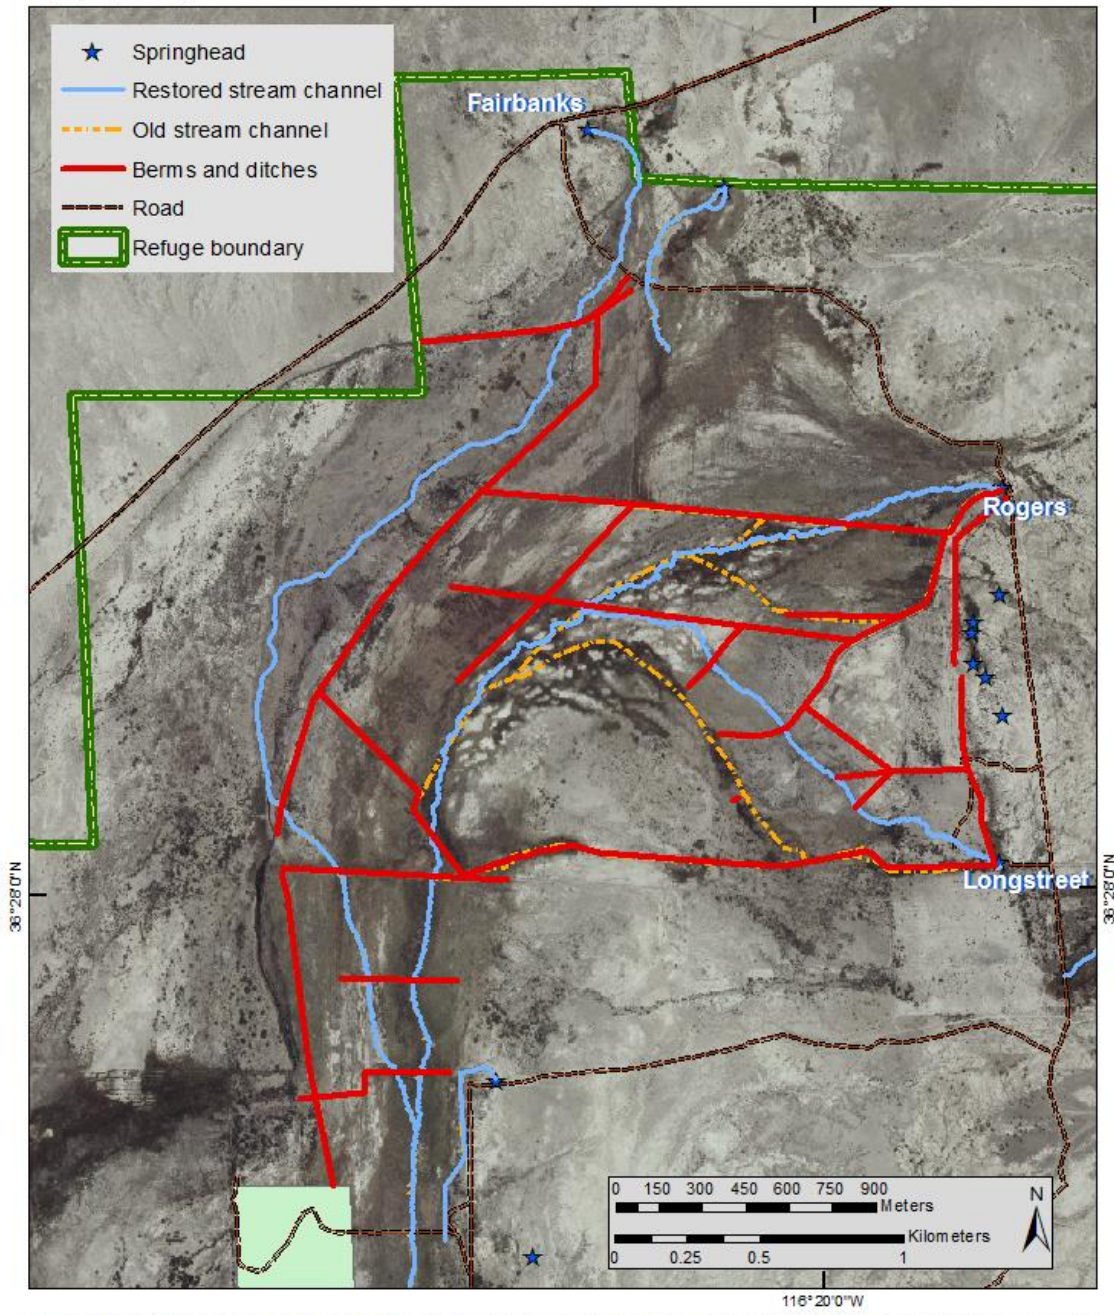 Springhead
Restored stream channel
Old stream channel
Berms and ditches
Road
Refuge boundary
Fairbanks
Rogers
Longstreet
36°28'0"N
36°28'0"N
0 150 300 450 600 750 900
Meters
Kilometers
0 0.25 0.5 1
N
116°20'0"W